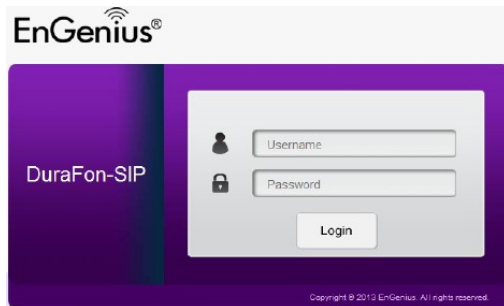 EnGenius®
DuraFon-SIP
Username
Password
Login
Copyright © 2013 EnGenius. All rights reserved.